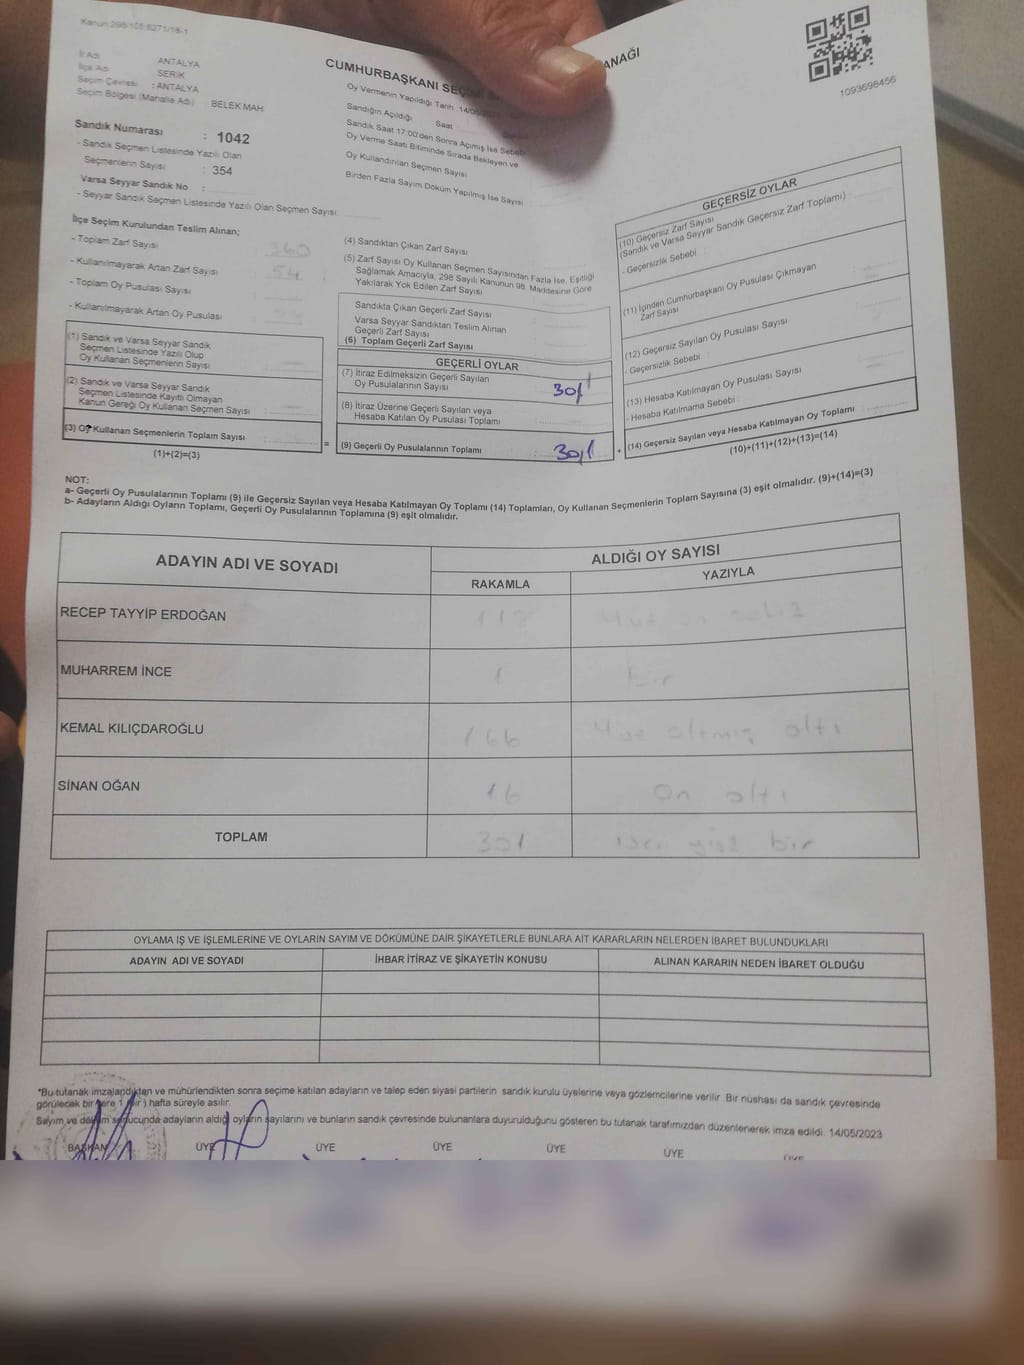 Kanun:298/105;6271/18-1
İl Adı ANTALYA
İlçe Adı SERİK
Seçim Çevresi : ANTALYA
Seçim Bölgesi (Mahalle Adı) BELEK MAH
Sandık Numarası : 1042
- Sandık Seçmen Listesinde Yazılı Olan
Seçmenlerin Sayısı : 354
Varsa Seyyar Sandık No :
- Seyyar Sandık Seçmen Listesinde Yazılı Olan Seçmen Sayısı
CUMHURBAŞKANI SEÇİ
ANAĞI
Oy Vermenin Yapıldığı Tarih 14/05
Sandığın Açıldığı Saat
Sandık Saat 17:00'den Sonra Açımış İse Sebebi
Oy Verme Saati Bitiminde Sırada Bekleyen ve
Oy Kullandırılan Seçmen Sayısı
Birden Fazla Sayım Döküm Yapılmış İse Sayısı
1093698456
İlçe Seçim Kurulundan Teslim Alınan;
- Toplam Zarf Sayısı 360
- Kullanılmayarak Artan Zarf Sayısı 54
- Toplam Oy Pusulası Sayısı
- Kullanılmayarak Artan Oy Pusulası
(1) Sandık ve Varsa Seyyar Sandık
Seçmen Listesinde Yazılı Olup
Oy Kullanan Seçmenlerin Sayısı
(2) Sandık ve Varsa Seyyar Sandık
Seçmen Listesinde Kayıtlı Olmayan
Kanun Gereği Oy Kullanan Seçmen Sayısı
(3) Oy Kullanan Seçmenlerin Toplam Sayısı
(1)+(2)=(3)
=
(4) Sandıktan Çıkan Zarf Sayısı
(5) Zarf Sayısı Oy Kullanan Seçmen Sayısından Fazla İse, Eşitliği
Sağlamak Amacıyla, 298 Sayılı Kanunun 98. Maddesine Göre
Yakılarak Yok Edilen Zarf Sayısı
Sandıkta Çıkan Geçerli Zarf Sayısı
Varsa Seyyar Sandıktan Teslim Alınan
Geçerli Zarf Sayısı
(6) Toplam Geçerli Zarf Sayısı
GEÇERLİ OYLAR
(7) İtiraz Edilmeksizin Geçerli Sayılan
Oy Pusulalarının Sayısı 301
(8) İtiraz Üzerine Geçerli Sayılan veya
Hesaba Katılan Oy Pusulası Toplamı
(9) Geçerli Oy Pusulalarının Toplamı 301
+
GEÇERSİZ OYLAR
(10) Geçersiz Zarf Sayısı
(Sandık ve Varsa Seyyar Sandık Geçersiz Zarf Toplamı)
- Geçersizlik Sebebi :
(11) İçinden Cumhurbaşkanı Oy Pusulası Çıkmayan
Zarf Sayısı
(12) Geçersiz Sayılan Oy Pusulası Sayısı
- Geçersizlik Sebebi :
(13) Hesaba Katılmayan Oy Pusulası Sayısı
- Hesaba Katılmama Sebebi :
(14) Geçersiz Sayılan veya Hesaba Katılmayan Oy Toplamı
(10)+(11)+(12)+(13)=(14)
NOT:
a- Geçerli Oy Pusulalarının Toplamı (9) ile Geçersiz Sayılan veya Hesaba Katılmayan Oy Toplamı (14) Toplamları, Oy Kullanan Seçmenlerin Toplam Sayısına (3) eşit olmalıdır. (9)+(14)=(3)
b- Adayların Aldığı Oyların Toplamı, Geçerli Oy Pusulalarının Toplamına (9) eşit olmalıdır.
ADAYIN ADI VE SOYADI ALDIĞI OY SAYISI
RAKAMLA YAZIYLA
RECEP TAYYİP ERDOĞAN 118 Yüz on sekiz
MUHARREM İNCE 1 Bir
KEMAL KILIÇDAROĞLU 166 Yüz altmış altı
SİNAN OĞAN 16 On altı
TOPLAM 301 yüz bir
OYLAMA İŞ VE İŞLEMLERİNE VE OYLARIN SAYIM VE DÖKÜMÜNE DAİR ŞİKAYETLERLE BUNLARA AİT KARARLARIN NELERDEN İBARET BULUNDUKLARI
ADAYIN ADI VE SOYADI İHBAR İTİRAZ VE ŞİKAYETİN KONUSU ALINAN KARARIN NEDEN İBARET OLDUĞU
*Bu tutanak imzalandıktan ve mühürlendikten sonra seçime katılan adayların ve talep eden siyasi partilerin sandık kurulu üyelerine veya gözlemcilerine verilir. Bir nüshası da sandık çevresinde
görülecek bir yere 1 (bir) hafta süreyle asılır.
Sayım ve döküm sonucunda adayların aldığı oyların sayılarını ve bunların sandık çevresinde bulunanlara duyurulduğunu gösteren bu tutanak tarafımızdan düzenlenerek imza edildi. 14/05/2023
BAŞKAN ÜYE ÜYE ÜYE ÜYE ÜYE ÜYE